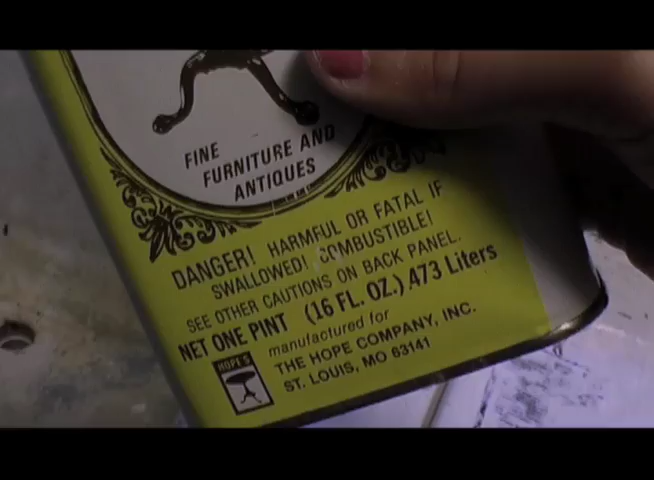 FINE
FURNITURE AND
ANTIQUES
DANGER! HARMFUL OR FATAL IF
SWALLOWED! COMBUSTIBLE!
SEE OTHER CAUTIONS ON BACK PANEL.
NET ONE PINT (16 FL. OZ.) .473 Liters
manufactured for
THE HOPE COMPANY, INC.
ST. LOUIS, MO 63141
HOPE'S